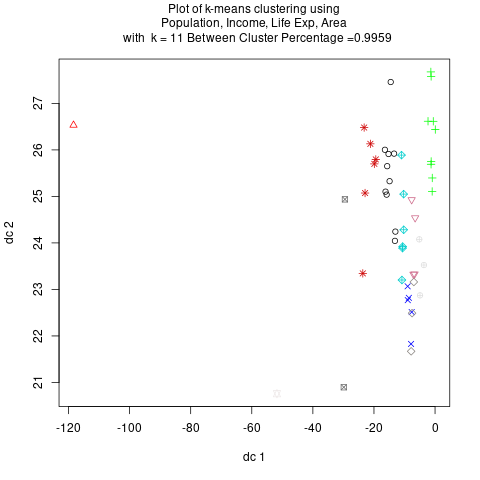 Plot of k-means clustering using
Population, Income, Life Exp, Area
with k = 11 Between Cluster Percentage =0.9959
27
26
25
24
23
22
21
dc 2
-120 -100 -80 -60 -40 -20 0
dc 1